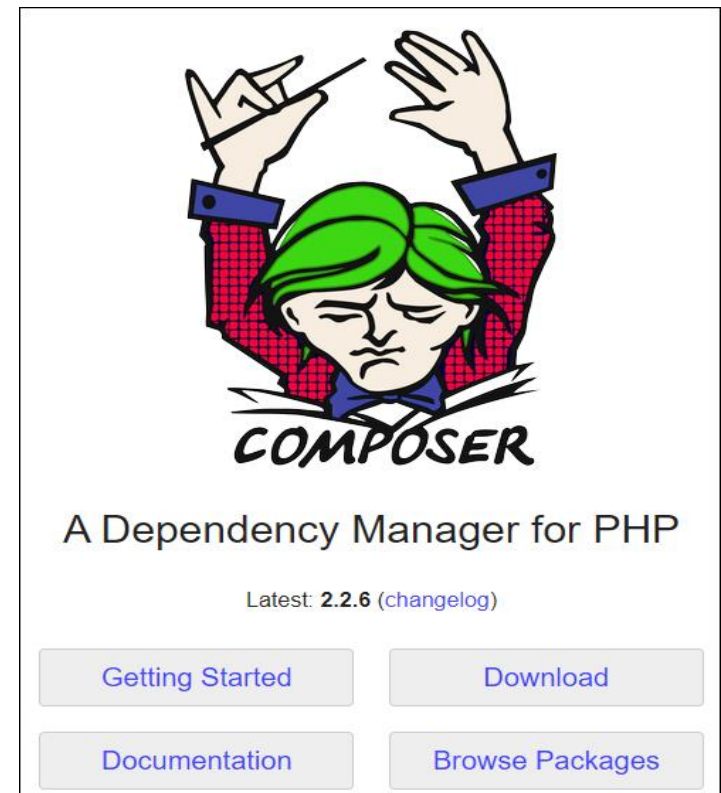 COMPOSER
A Dependency Manager for PHP
Latest: 2.2.6 (changelog)
Getting Started
Download
Documentation
Browse Packages